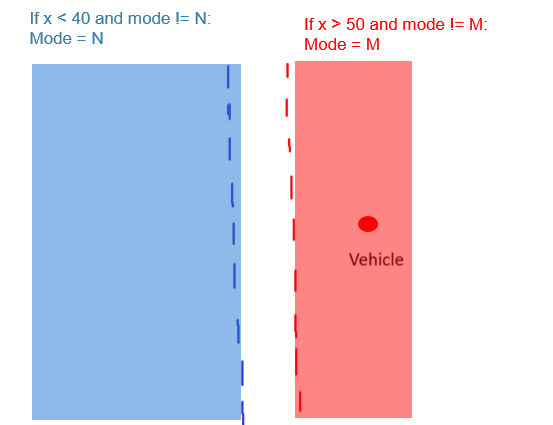 If x < 40 and mode != N:
Mode = N
If x > 50 and mode != M:
Mode = M
Vehicle